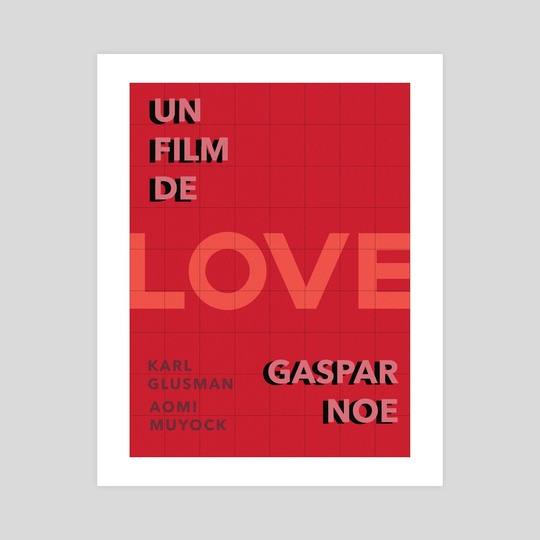 UN
FILM
DE
LOVE
KARL
GLUSMAN
AOMI
MUYOCK
GASPAR
NOE